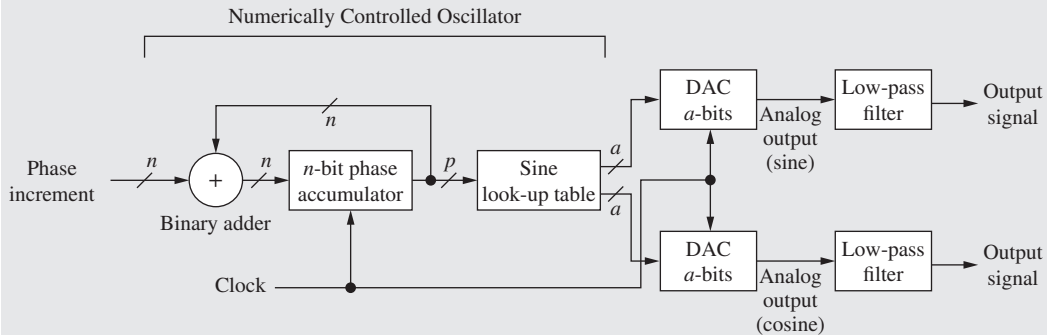 Numerically Controlled Oscillator
Phase
increment
n
+
Binary adder
n
n
n-bit phase
accumulator
p
Sine
look-up table
a
a
Clock
DAC
a-bits
Analog
output
(sine)
Low-pass
filter
Output
signal
DAC
a-bits
Analog
output
(cosine)
Low-pass
filter
Output
signal